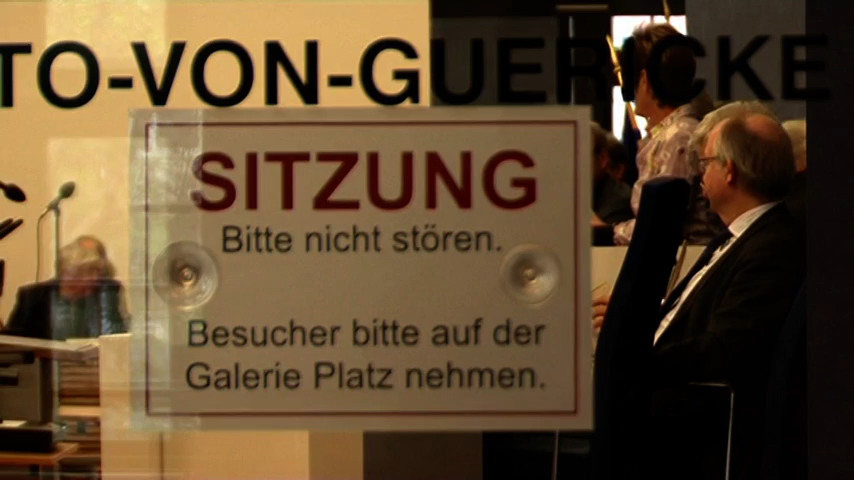 TO-VON-GUERICKE
SITZUNG
Bitte nicht stören.
Besucher bitte auf der
Galerie Platz nehmen.